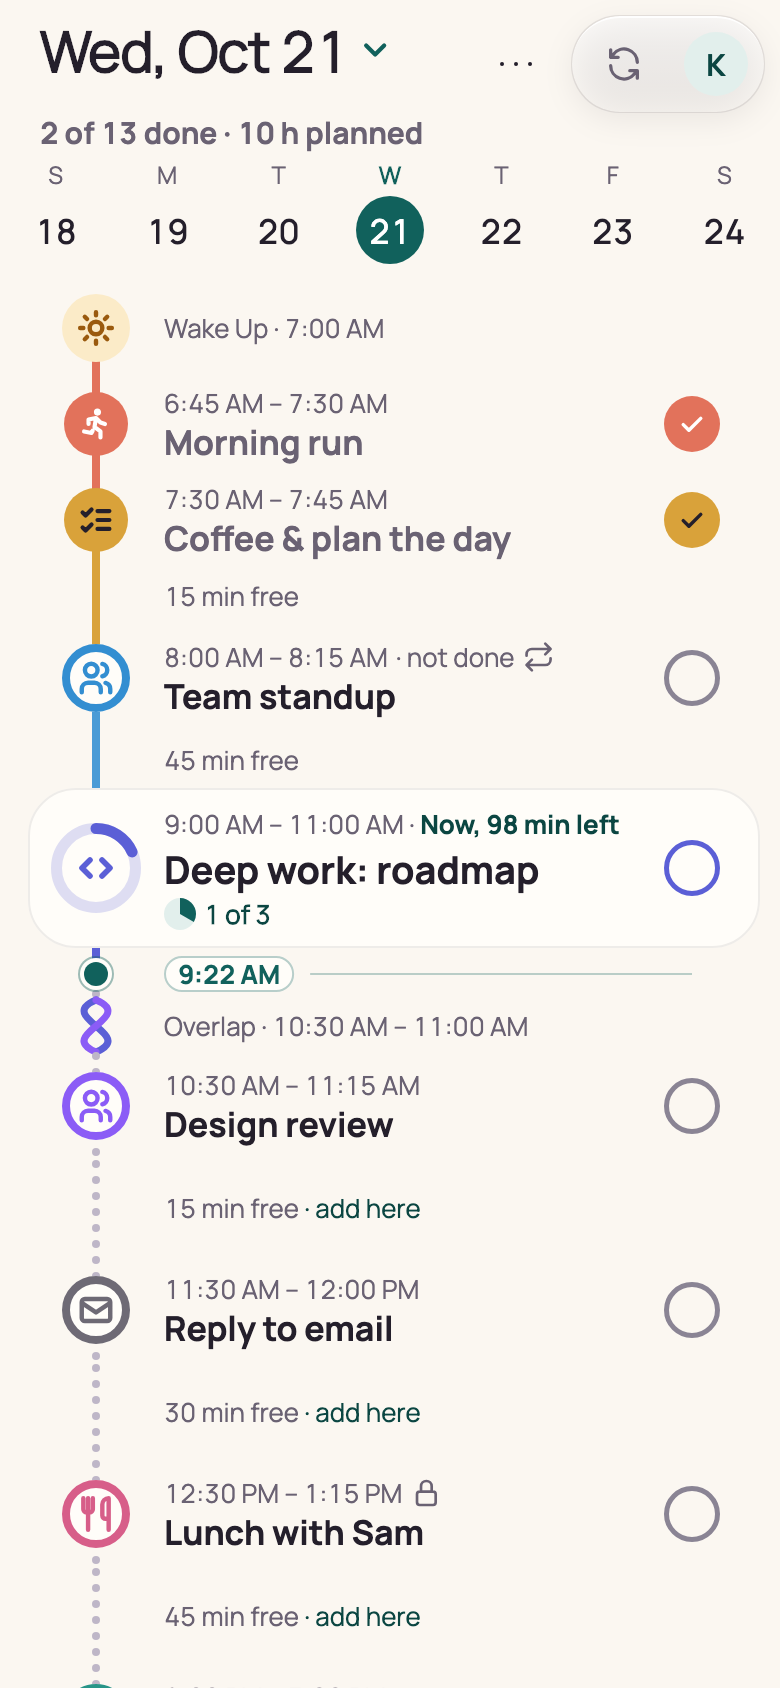 Wed, Oct 21
...
K
2 of 13 done · 10 h planned
S M T W T F S
18 19 20 21 22 23 24
Wake Up · 7:00 AM
6:45 AM – 7:30 AM
Morning run
7:30 AM – 7:45 AM
Coffee & plan the day
15 min free
8:00 AM – 8:15 AM · not done
Team standup
45 min free
9:00 AM – 11:00 AM · Now, 98 min left
Deep work: roadmap
1 of 3
9:22 AM
Overlap · 10:30 AM – 11:00 AM
10:30 AM – 11:15 AM
Design review
15 min free · add here
11:30 AM – 12:00 PM
Reply to email
30 min free · add here
12:30 PM – 1:15 PM
Lunch with Sam
45 min free · add here